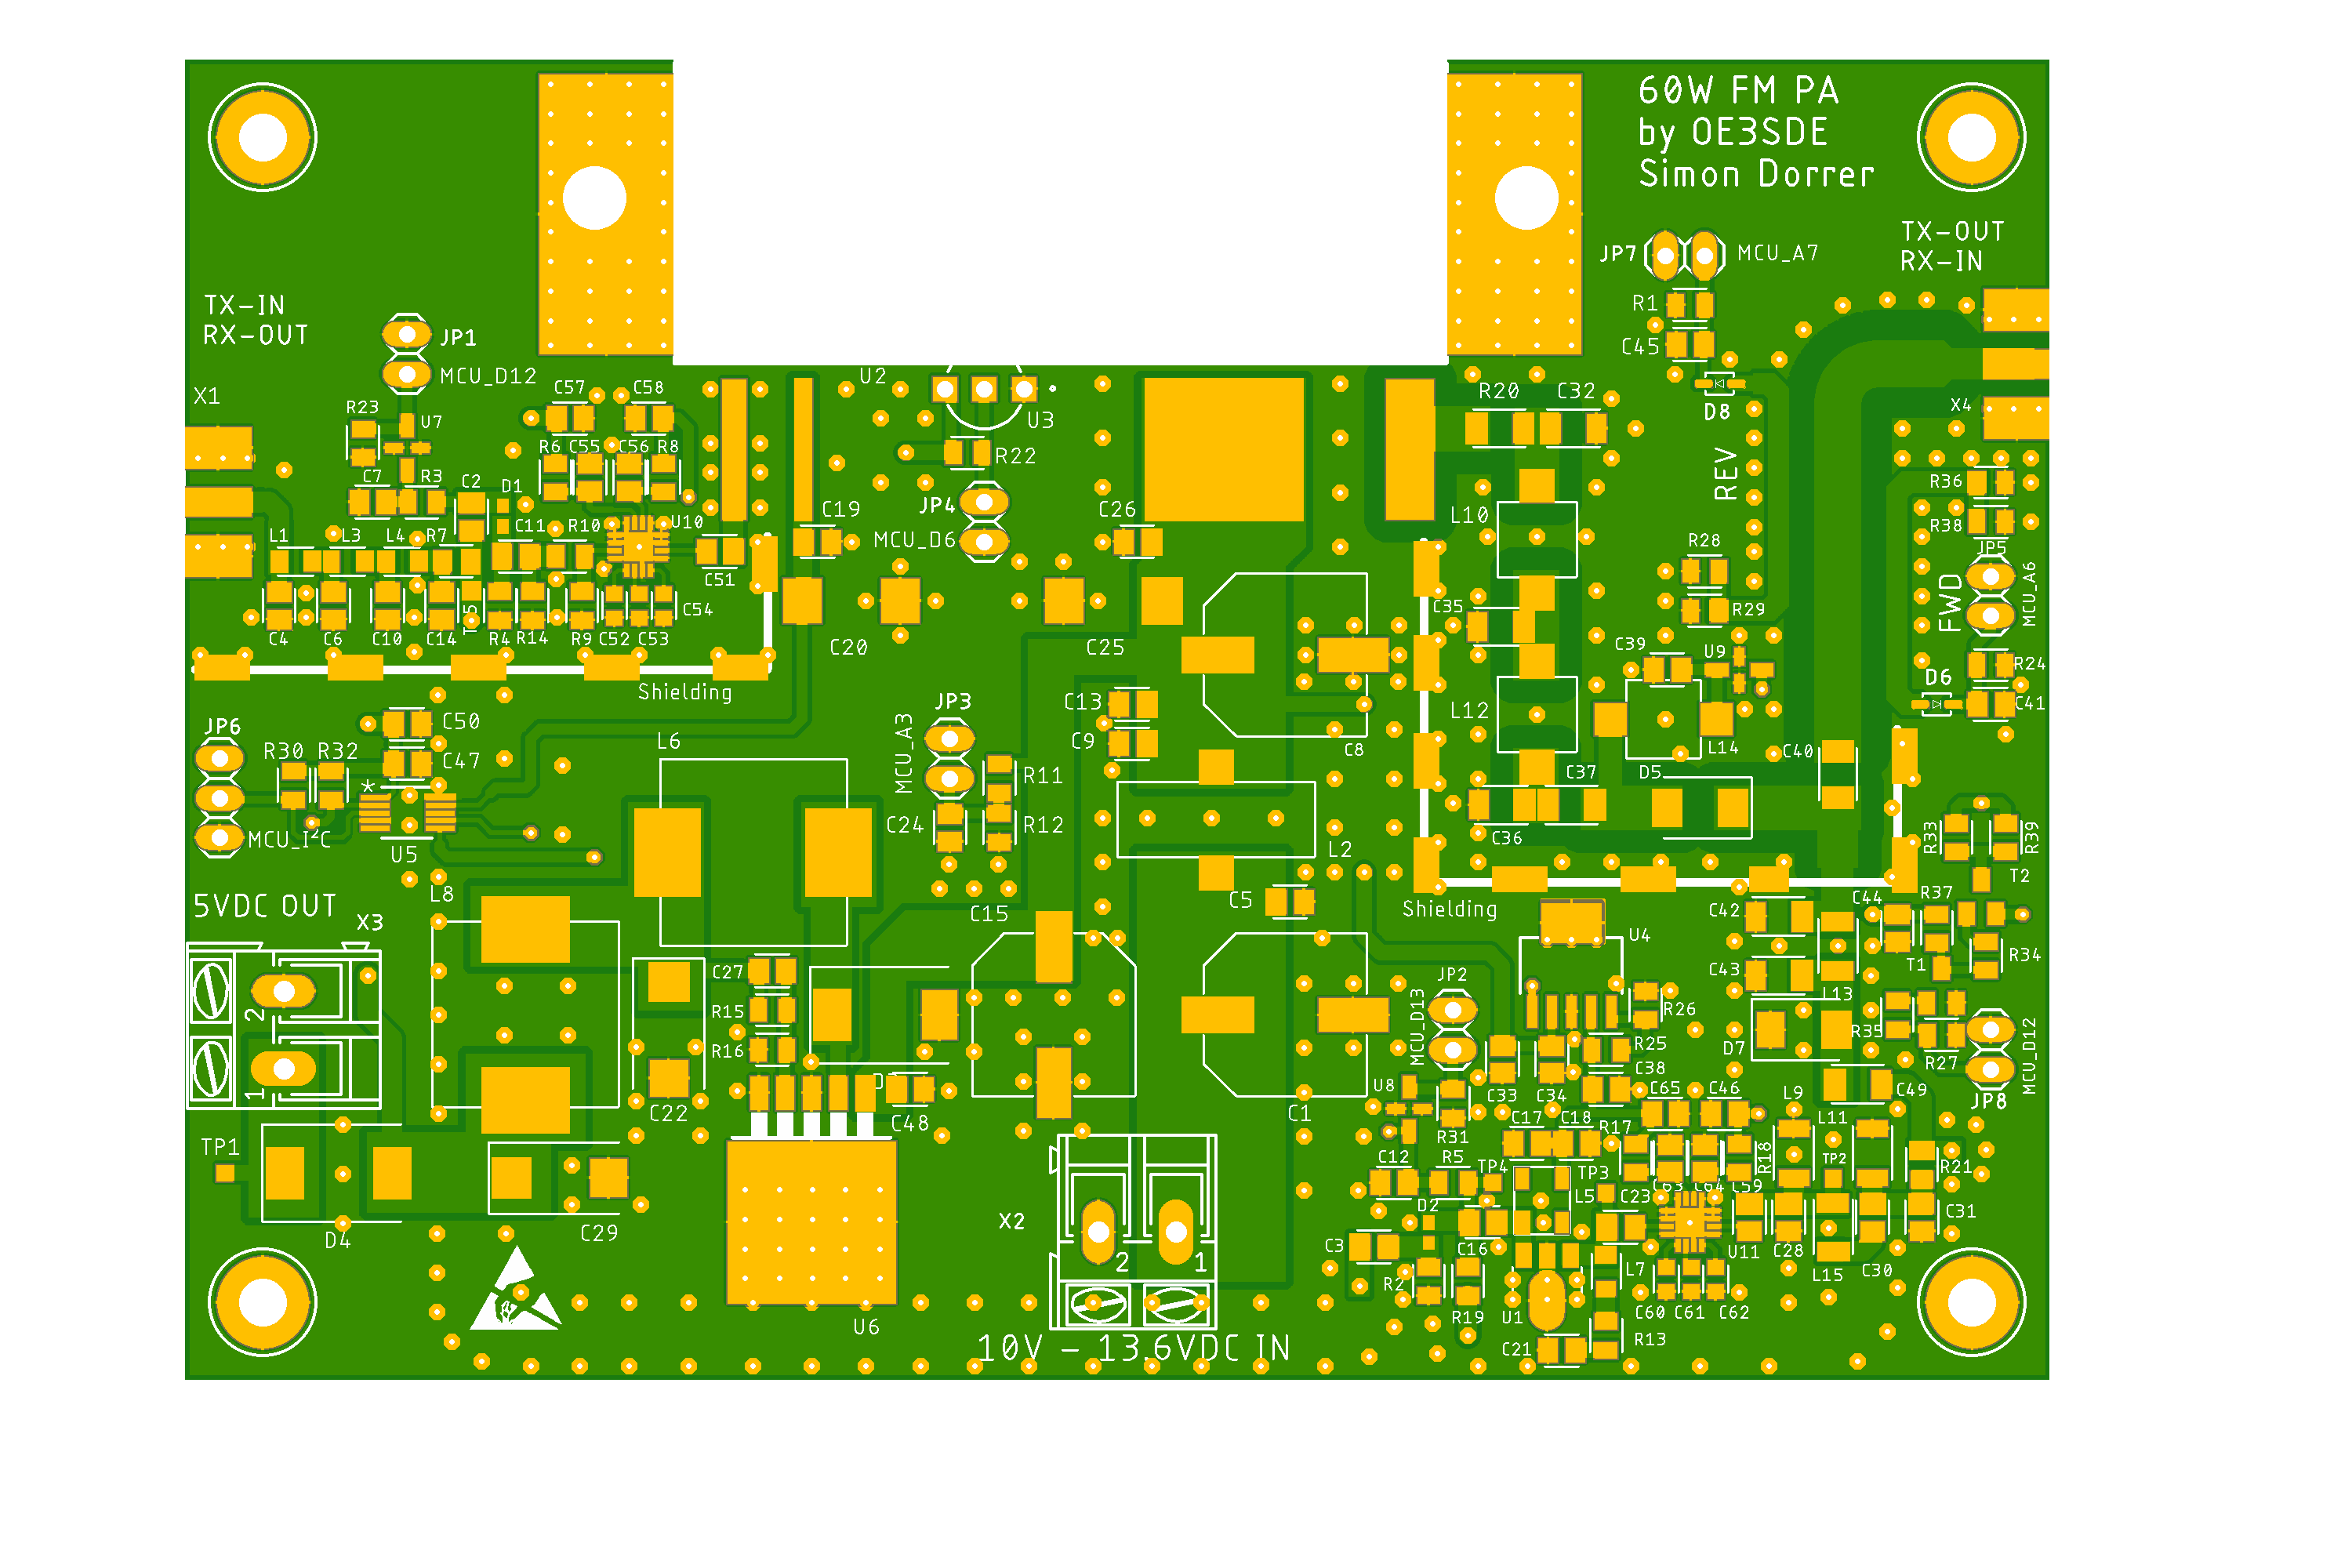 60W FM PA
by OE3SDE
Simon Dorrer
TX-OUT
RX-IN
JP7
MCU_A7
TX-IN
RX-OUT
R1
JP1
C45
MCU_D12
U2
C57
C58
R20
C32
D8
X1
X4
R23
U7
U3
R6
C55
C56
R8
R22
REV
R36
C7
R3
C2
D1
JP4
C19
C26
L10
R38
C11
R10
U10
L1
L3
L4
R7
MCU_D6
R28
JP5
C51
MCU_A6
FWD
C35
R29
C54
C4
C6
C10
C14
R4
R14
R9
C52
C53
C20
C25
C39
U9
R24
Shielding
D6
JP6
C50
JP3
C13
L12
C41
MCU_A3
R30
R32
C47
L6
C9
C8
L14
C40
R11
D5
C37
*
C24
R12
MCU_I²C
C36
R33
R39
U5
L2
T2
5VDC OUT
L8
C5
C44
R37
X3
C15
Shielding
C42
U4
R34
C27
JP2
C43
T1
2
R15
MCU_D13
R26
L13
R35
R16
R25
D7
R27
MCU_D12
1
D
C38
U8
C33
C34
C65
C46
L9
C49
JP8
C22
C48
C1
R31
C17
C18
R17
L11
TP1
C12
R5
TP4
TP3
R18
TP2
R21
C63
C64
C59
L5
C23
D2
X2
C31
D4
C29
C3
C16
U11
C28
2
1
R2
L7
L15
C30
R19
U1
C60
C61
C62
U6
10V - 13.6VDC IN
C21
R13